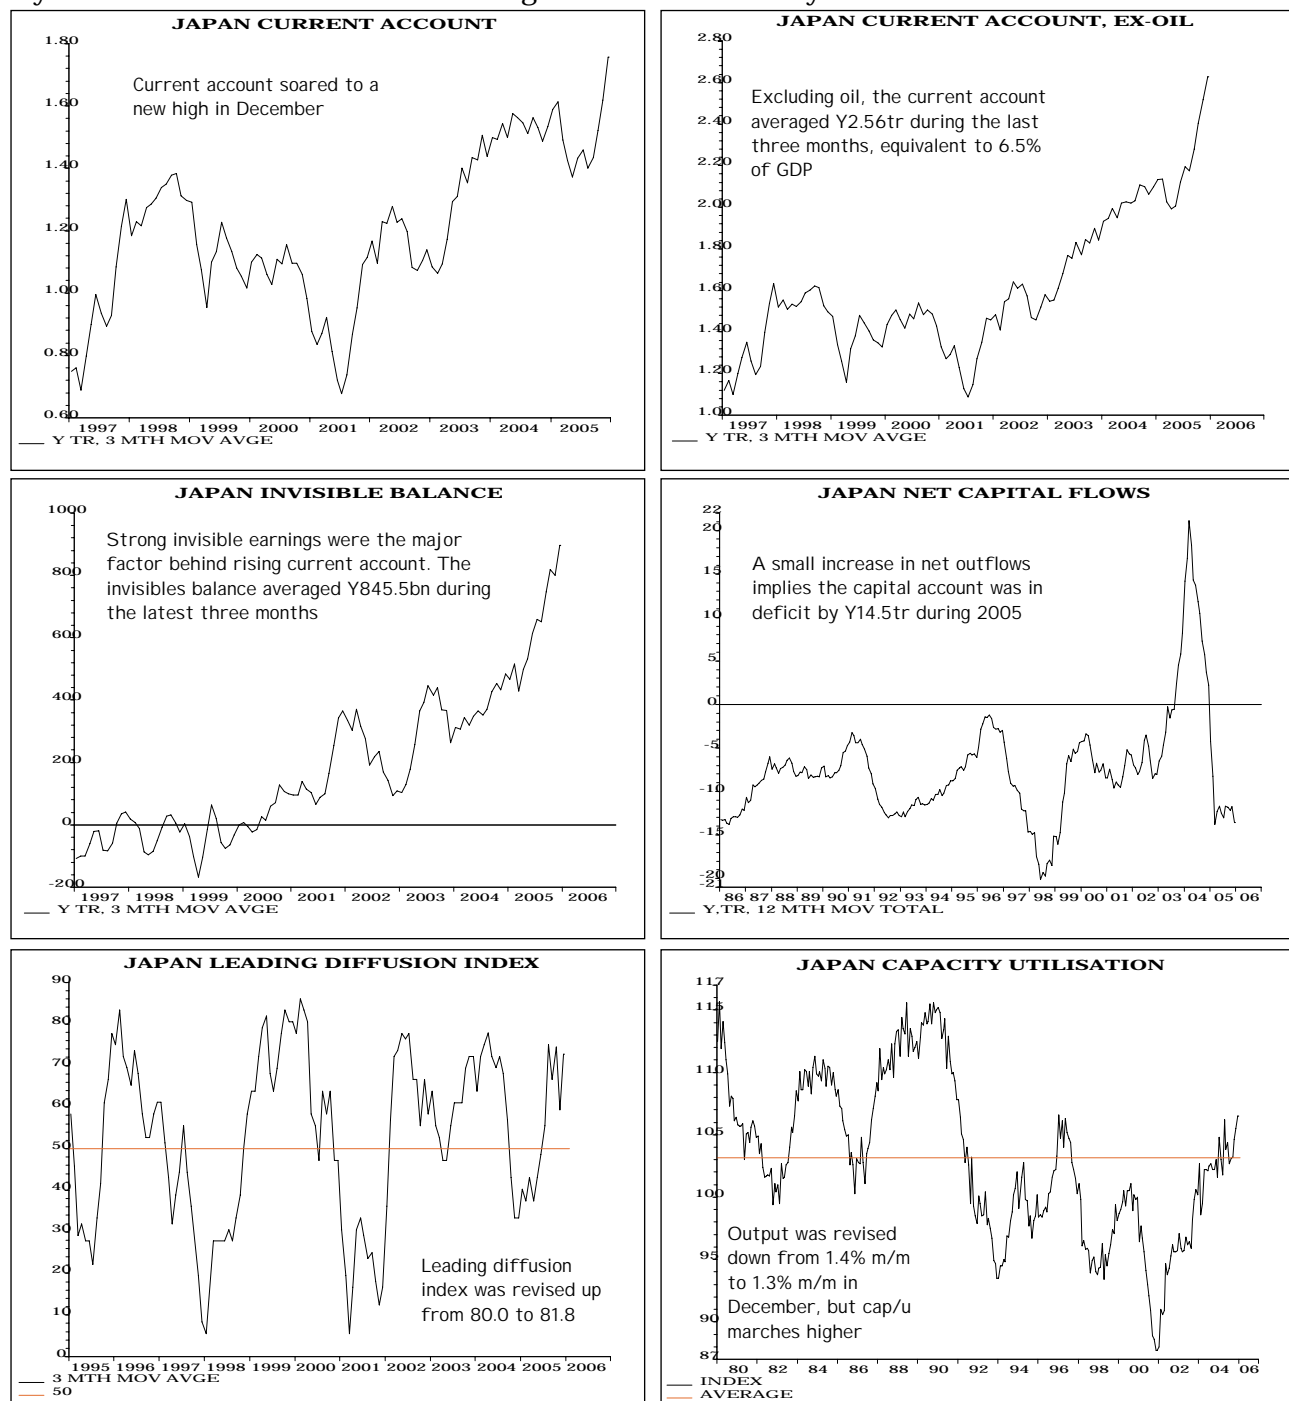 JAPAN CURRENT ACCOUNT
1.80
1.60
1.40
1.20
1.00
0.80
0.60
Current account soared to a
new high in December
1997 1998 1999 2000 2001 2002 2003 2004 2005
Y TR, 3 MTH MOV AVGE
JAPAN CURRENT ACCOUNT, EX-OIL
2.80
2.60
2.40
2.20
2.00
1.80
1.60
1.40
1.20
1.00
Excluding oil, the current account
averaged Y2.56tr during the last
three months, equivalent to 6.5%
of GDP
1997 1998 1999 2000 2001 2002 2003 2004 2005 2006
Y TR, 3 MTH MOV AVGE
JAPAN INVISIBLE BALANCE
1000
800
600
400
200
0
-200
Strong invisible earnings were the major
factor behind rising current account. The
invisibles balance averaged Y845.5bn during
the latest three months
1997 1998 1999 2000 2001 2002 2003 2004 2005 2006
Y TR, 3 MTH MOV AVGE
JAPAN NET CAPITAL FLOWS
22
20
15
10
5
0
-5
-10
-15
-20
-21
A small increase in net outflows
implies the capital account was in
deficit by Y14.5tr during 2005
86 87 88 89 90 91 92 93 94 95 96 97 98 99 00 01 02 03 04 05 06
Y,TR, 12 MTH MOV TOTAL
JAPAN LEADING DIFFUSION INDEX
90
80
70
60
50
40
30
20
10
0
Leading diffusion
index was revised up
from 80.0 to 81.8
1995 1996 1997 1998 1999 2000 2001 2002 2003 2004 2005 2006
3 MTH MOV AVGE
50
JAPAN CAPACITY UTILISATION
117
115
110
105
100
95
90
87
Output was revised
down from 1.4% m/m
to 1.3% m/m in
December, but cap/u
marches higher
80 82 84 86 88 90 92 94 96 98 00 02 04 06
INDEX
AVERAGE